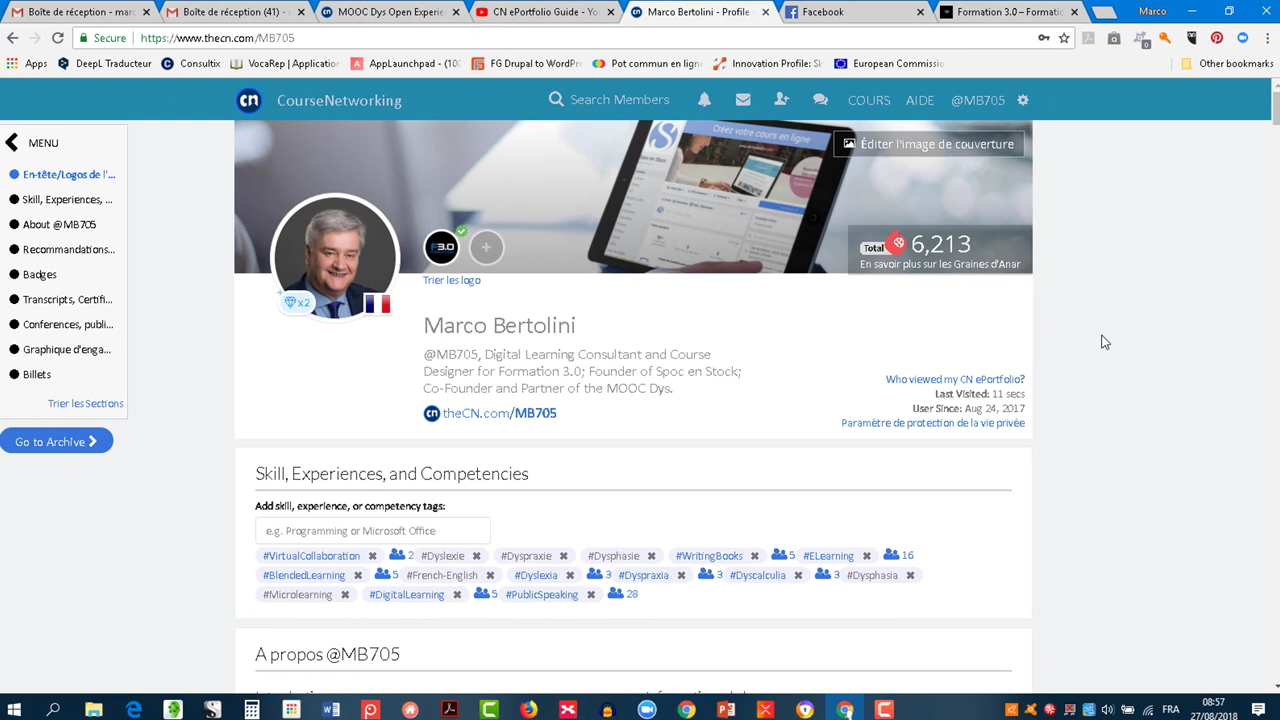 Boîte de réception - marc
Boîte de réception (41) - m
MOOC Dys Open Experie
CN ePortfolio Guide - Yo
Marco Bertolini - Profile -
Facebook
Formation 3.0 – Formati
Marco
Secure
https://www.thecn.com/MB705
Apps
DeepL Traducteur
Consultix
VocaRep | Application
AppLaunchpad - (100
FG Drupal to WordPr
Pot commun en lign
Innovation Profile: Sk
European Commissio
Other bookmarks
cn
CourseNetworking
Search Members
COURS
AIDE
@MB705
MENU
En-tête/Logos de l'...
Skill, Experiences, ...
About @MB705
Recommandations...
Badges
Transcripts, Certifi...
Conferences, publi...
Graphique d'enga...
Billets
Trier les Sections
Go to Archive
Créez votre cours en ligne
Éditer l'image de couverture
Total
6,213
En savoir plus sur les Graines d'Anar
F3.0
x2
Trier les logo
Marco Bertolini
@MB705, Digital Learning Consultant and Course
Designer for Formation 3.0; Founder of Spoc en Stock;
Co-Founder and Partner of the MOOC Dys.
cn theCN.com/MB705
Who viewed my CN ePortfolio?
Last Visited: 11 secs
User Since: Aug 24, 2017
Paramètre de protection de la vie privée
Skill, Experiences, and Competencies
Add skill, experience, or competency tags:
e.g. Programming or Microsoft Office
#VirtualCollaboration ✖ 2 #Dyslexie ✖ #Dyspraxie ✖ #Dysphasie ✖ #WritingBooks ✖ 5 #ELearning ✖ 16
#BlendedLearning ✖ 5 #French-English ✖ #Dyslexia ✖ 3 #Dyspraxia ✖ 3 #Dyscalculia ✖ 3 #Dysphasia ✖
#Microlearning ✖ #DigitalLearning ✖ 5 #PublicSpeaking ✖ 28
A propos @MB705
FRA
08:57
27/08/2018